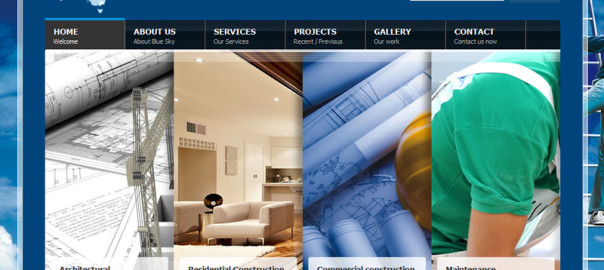 HOME
Welcome
ABOUT US
About Blue Sky
SERVICES
Our Services
PROJECTS
Recent / Previous
GALLERY
Our work
CONTACT
Contact us now
Architectural
Residential Construction
Commercial construction
Maintenance